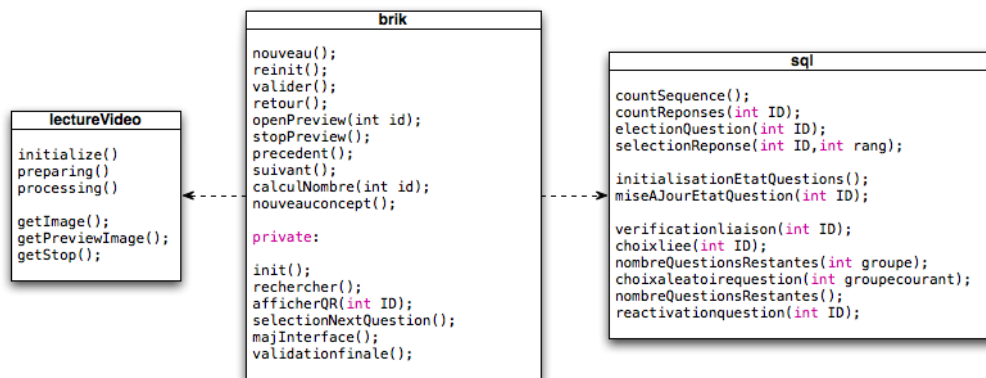 lectureVideo
initialize()
preparing()
processing()
getImage();
getPreviewImage();
getStop();
brik
nouveau();
reinit();
valider();
retour();
openPreview(int id);
stopPreview();
precedent();
suivant();
calculNombre(int id);
nouveauconcept();
private:
init();
rechercher();
afficherQR(int ID);
selectionNextQuestion();
majInterface();
validationfinale();
sql
countSequence();
countReponses(int ID);
electionQuestion(int ID);
selectionReponse(int ID,int rang);
initialisationEtatQuestions();
miseAJourEtatQuestion(int ID);
verificationliaison(int ID);
choixliee(int ID);
nombreQuestionsRestantes(int groupe);
choixaleatoirequestion(int groupecourant);
nombreQuestionsRestantes();
reactivationquestion(int ID);